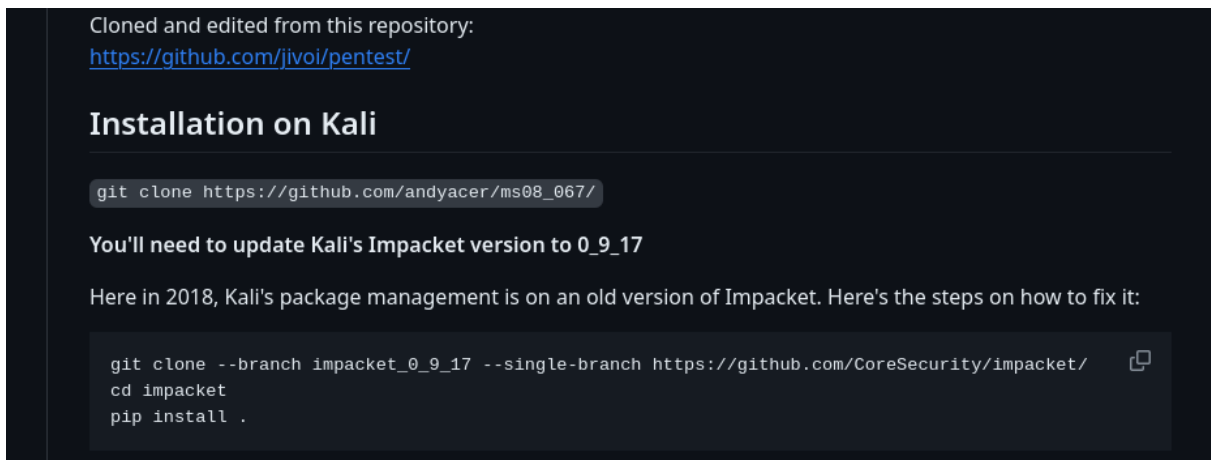 Cloned and edited from this repository:
https://github.com/jivoi/pentest/
Installation on Kali
git clone https://github.com/andyacer/ms08_067/
You'll need to update Kali's Impacket version to 0_9_17
Here in 2018, Kali's package management is on an old version of Impacket. Here's the steps on how to fix it:
git clone --branch impacket_0_9_17 --single-branch https://github.com/CoreSecurity/impacket/
cd impacket
pip install .